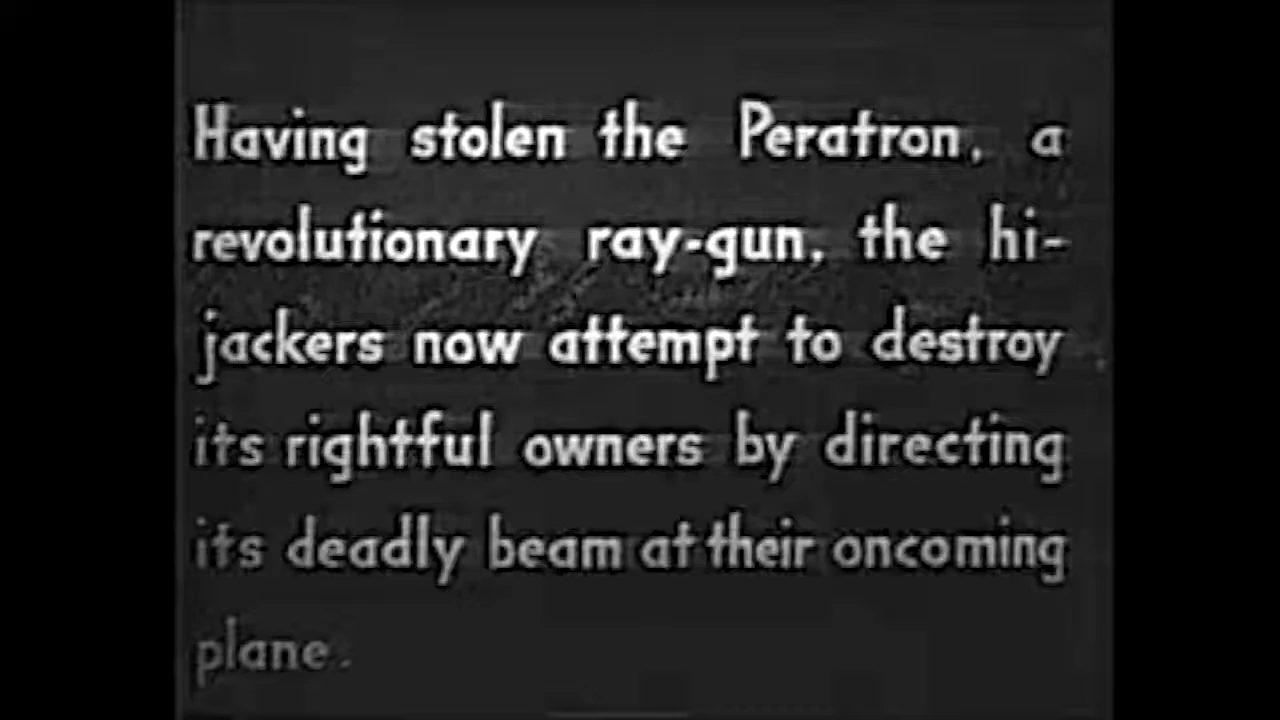 Having stolen the Peratron, a
revolutionary ray-gun, the hi-
jackers now attempt to destroy
its rightful owners by directing
its deadly beam at their oncoming
plane.